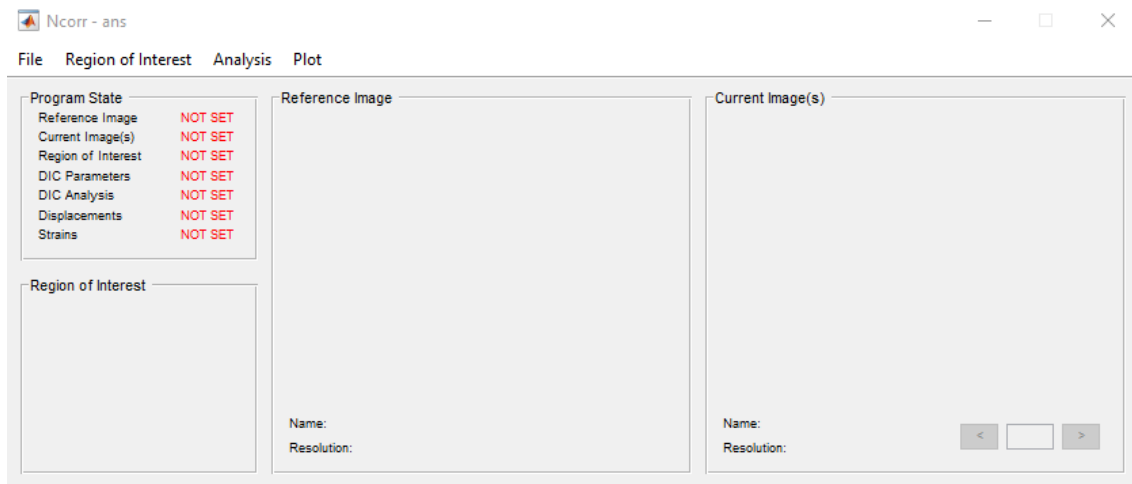 Ncorr - ans
File Region of Interest Analysis Plot
Program State
Reference Image NOT SET
Current Image(s) NOT SET
Region of Interest NOT SET
DIC Parameters NOT SET
DIC Analysis NOT SET
Displacements NOT SET
Strains NOT SET
Region of Interest
Reference Image
Name:
Resolution:
Current Image(s)
Name:
Resolution:
< >